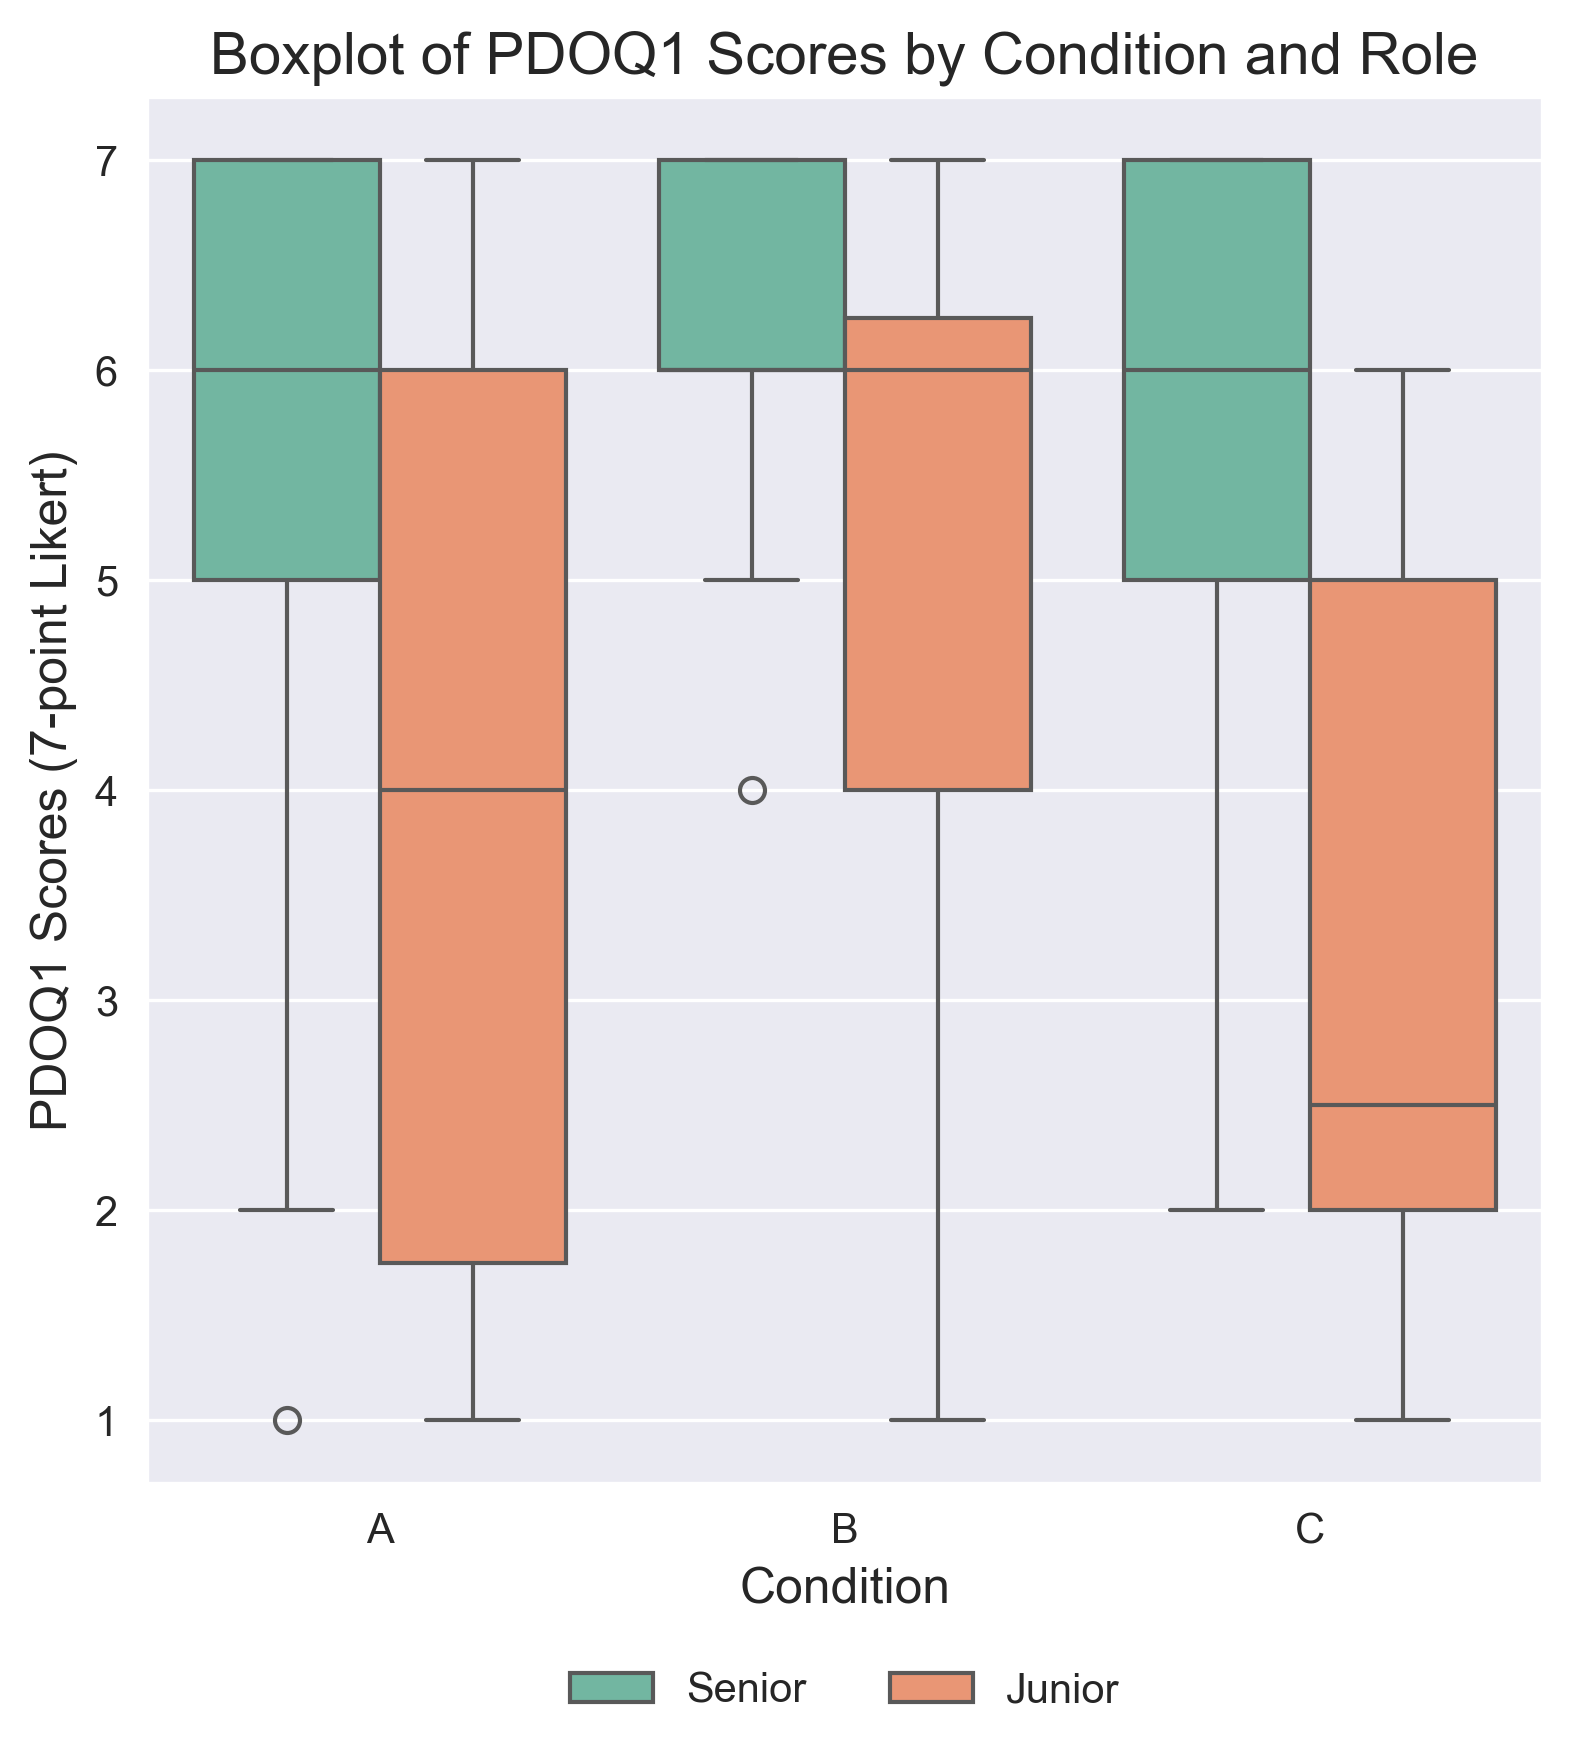 Boxplot of PDOQ1 Scores by Condition and Role
PDOQ1 Scores (7-point Likert)
7
6
5
4
3
2
1
A B C
Condition
Senior Junior